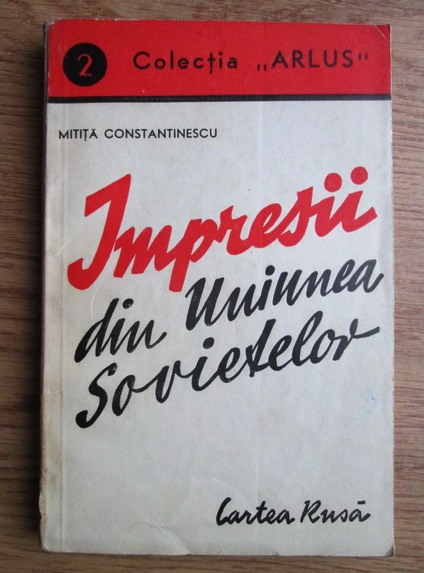 2 Colecția „ARLUS"
MITIȚĂ CONSTANTINESCU
Impresii
din Uniunea
Sovietelor
Cartea Rusă